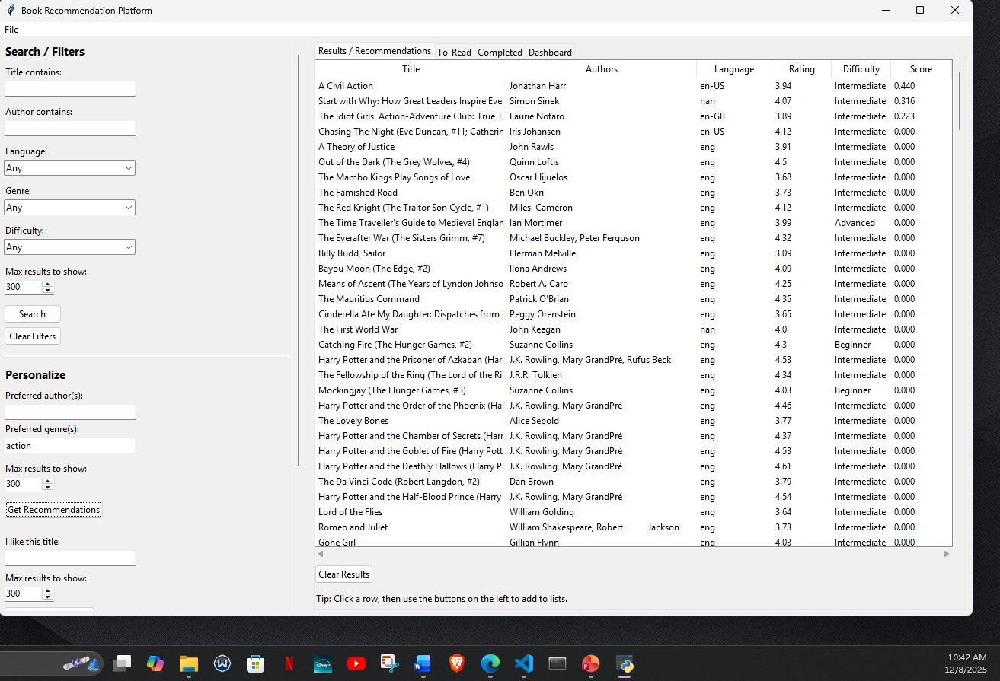 Book Recommendation Platform
File
Search / Filters
Title contains:
Author contains:
Language:
Any
Genre:
Any
Difficulty:
Any
Max results to show:
300
Search
Clear Filters
Personalize
Preferred author(s):
Preferred genre(s):
action
Max results to show:
300
Get Recommendations
I like this title:
Max results to show:
300
Results / Recommendations To-Read Completed Dashboard
Title Authors Language Rating Difficulty Score
A Civil Action Jonathan Harr en-US 3.94 Intermediate 0.440
Start with Why: How Great Leaders Inspire Ever Simon Sinek nan 4.07 Intermediate 0.316
The Idiot Girls' Action-Adventure Club: True T Laurie Notaro en-GB 3.89 Intermediate 0.223
Chasing The Night (Eve Duncan, #11; Catherin Iris Johansen en-US 4.12 Intermediate 0.000
A Theory of Justice John Rawls eng 3.91 Intermediate 0.000
Out of the Dark (The Grey Wolves, #4) Quinn Loftis eng 4.5 Intermediate 0.000
The Mambo Kings Play Songs of Love Oscar Hijuelos eng 3.68 Intermediate 0.000
The Famished Road Ben Okri eng 3.73 Intermediate 0.000
The Red Knight (The Traitor Son Cycle, #1) Miles Cameron eng 4.12 Intermediate 0.000
The Time Traveller's Guide to Medieval Englan Ian Mortimer eng 3.99 Advanced 0.000
The Everafter War (The Sisters Grimm, #7) Michael Buckley, Peter Ferguson eng 4.32 Intermediate 0.000
Billy Budd, Sailor Herman Melville eng 3.09 Intermediate 0.000
Bayou Moon (The Edge, #2) Ilona Andrews eng 4.09 Intermediate 0.000
Means of Ascent (The Years of Lyndon Johnso Robert A. Caro eng 4.25 Intermediate 0.000
The Mauritius Command Patrick O'Brian eng 4.35 Intermediate 0.000
Cinderella Ate My Daughter: Dispatches from t Peggy Orenstein eng 3.65 Intermediate 0.000
The First World War John Keegan nan 4.0 Intermediate 0.000
Catching Fire (The Hunger Games, #2) Suzanne Collins eng 4.3 Beginner 0.000
Harry Potter and the Prisoner of Azkaban (Harr J.K. Rowling, Mary GrandPré, Rufus Beck eng 4.53 Intermediate 0.000
The Fellowship of the Ring (The Lord of the Rin J.R.R. Tolkien eng 4.34 Intermediate 0.000
Mockingjay (The Hunger Games, #3) Suzanne Collins eng 4.03 Beginner 0.000
Harry Potter and the Order of the Phoenix (Har J.K. Rowling, Mary GrandPré eng 4.46 Intermediate 0.000
The Lovely Bones Alice Sebold eng 3.77 Intermediate 0.000
Harry Potter and the Chamber of Secrets (Harr J.K. Rowling, Mary GrandPré eng 4.37 Intermediate 0.000
Harry Potter and the Goblet of Fire (Harry Pott J.K. Rowling, Mary GrandPré eng 4.53 Intermediate 0.000
Harry Potter and the Deathly Hallows (Harry Po J.K. Rowling, Mary GrandPré eng 4.61 Intermediate 0.000
The Da Vinci Code (Robert Langdon, #2) Dan Brown eng 3.79 Intermediate 0.000
Harry Potter and the Half-Blood Prince (Harry J.K. Rowling, Mary GrandPré eng 4.54 Intermediate 0.000
Lord of the Flies William Golding eng 3.64 Intermediate 0.000
Romeo and Juliet William Shakespeare, Robert Jackson eng 3.73 Intermediate 0.000
Gone Girl Gillian Flynn eng 4.03 Intermediate 0.000
Clear Results
Tip: Click a row, then use the buttons on the left to add to lists.
W
N
Disney+
W
P
10:42 AM
12/8/2025